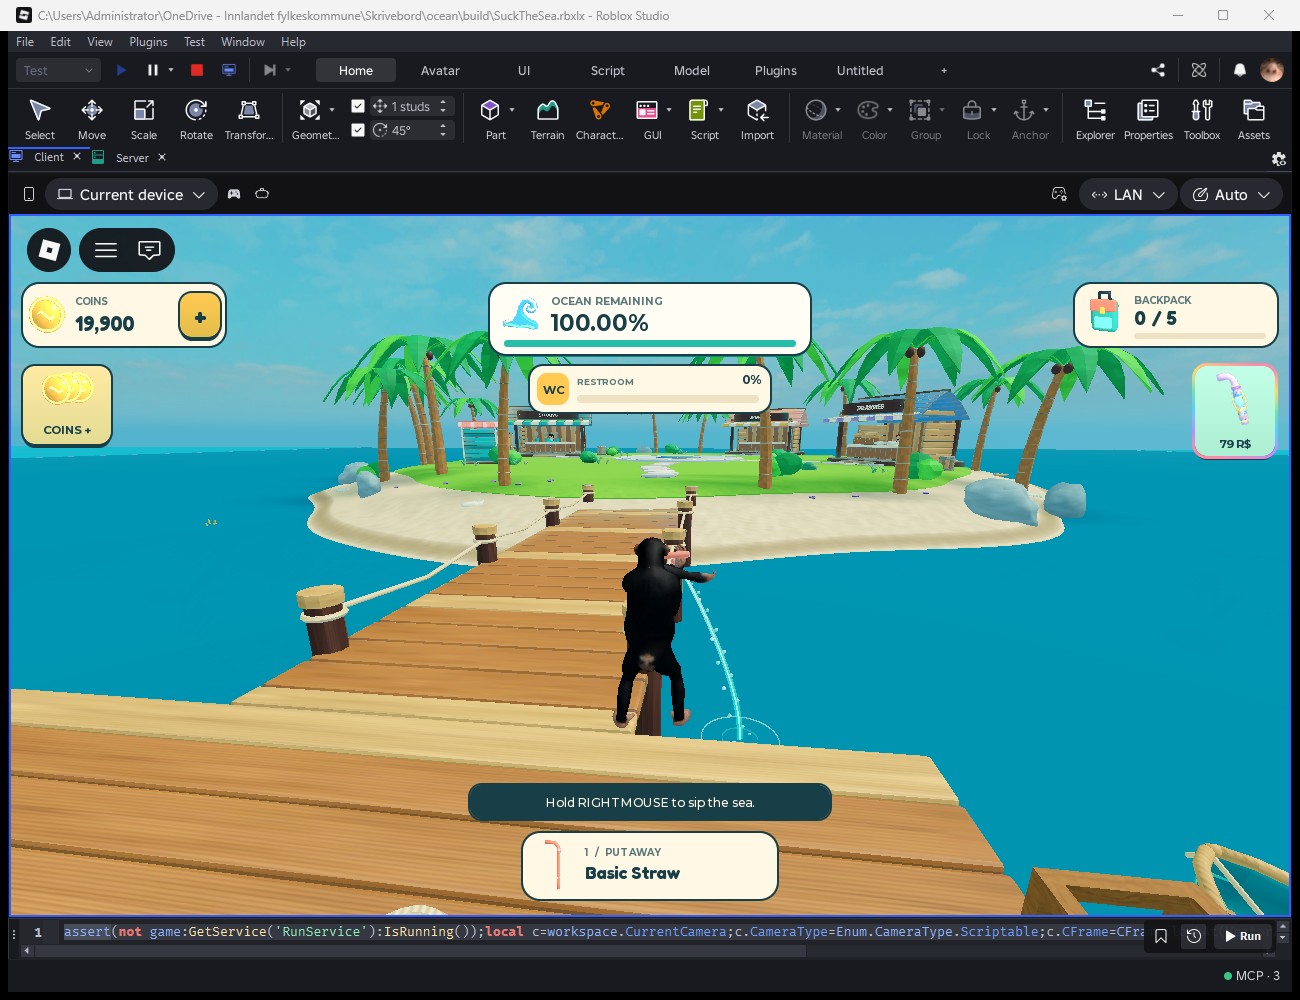 C:\Users\Administrator\OneDrive - Innlandet fylkeskommune\Skrivebord\ocean\build\SuckTheSea.rbxlx - Roblox Studio
File Edit View Plugins Test Window Help
Test Home Avatar UI Script Model Plugins Untitled +
1 studs
45°
Select Move Scale Rotate Transfor... Geomet... Part Terrain Charact... GUI Script Import Material Color Group Lock Anchor Explorer Properties Toolbox Assets
Client Server
Current device LAN Auto
COINS
19,900
+
OCEAN REMAINING
100.00%
BACKPACK
0 / 5
WC RESTROOM 0%
COINS +
79 R$
Hold RIGHTMOUSE to sip the sea.
1 / PUT AWAY
Basic Straw
1 assert(not game:GetService('RunService'):IsRunning());local c=workspace.CurrentCamera;c.CameraType=Enum.CameraType.Scriptable;c.CFrame=CFra
Run
MCP · 3